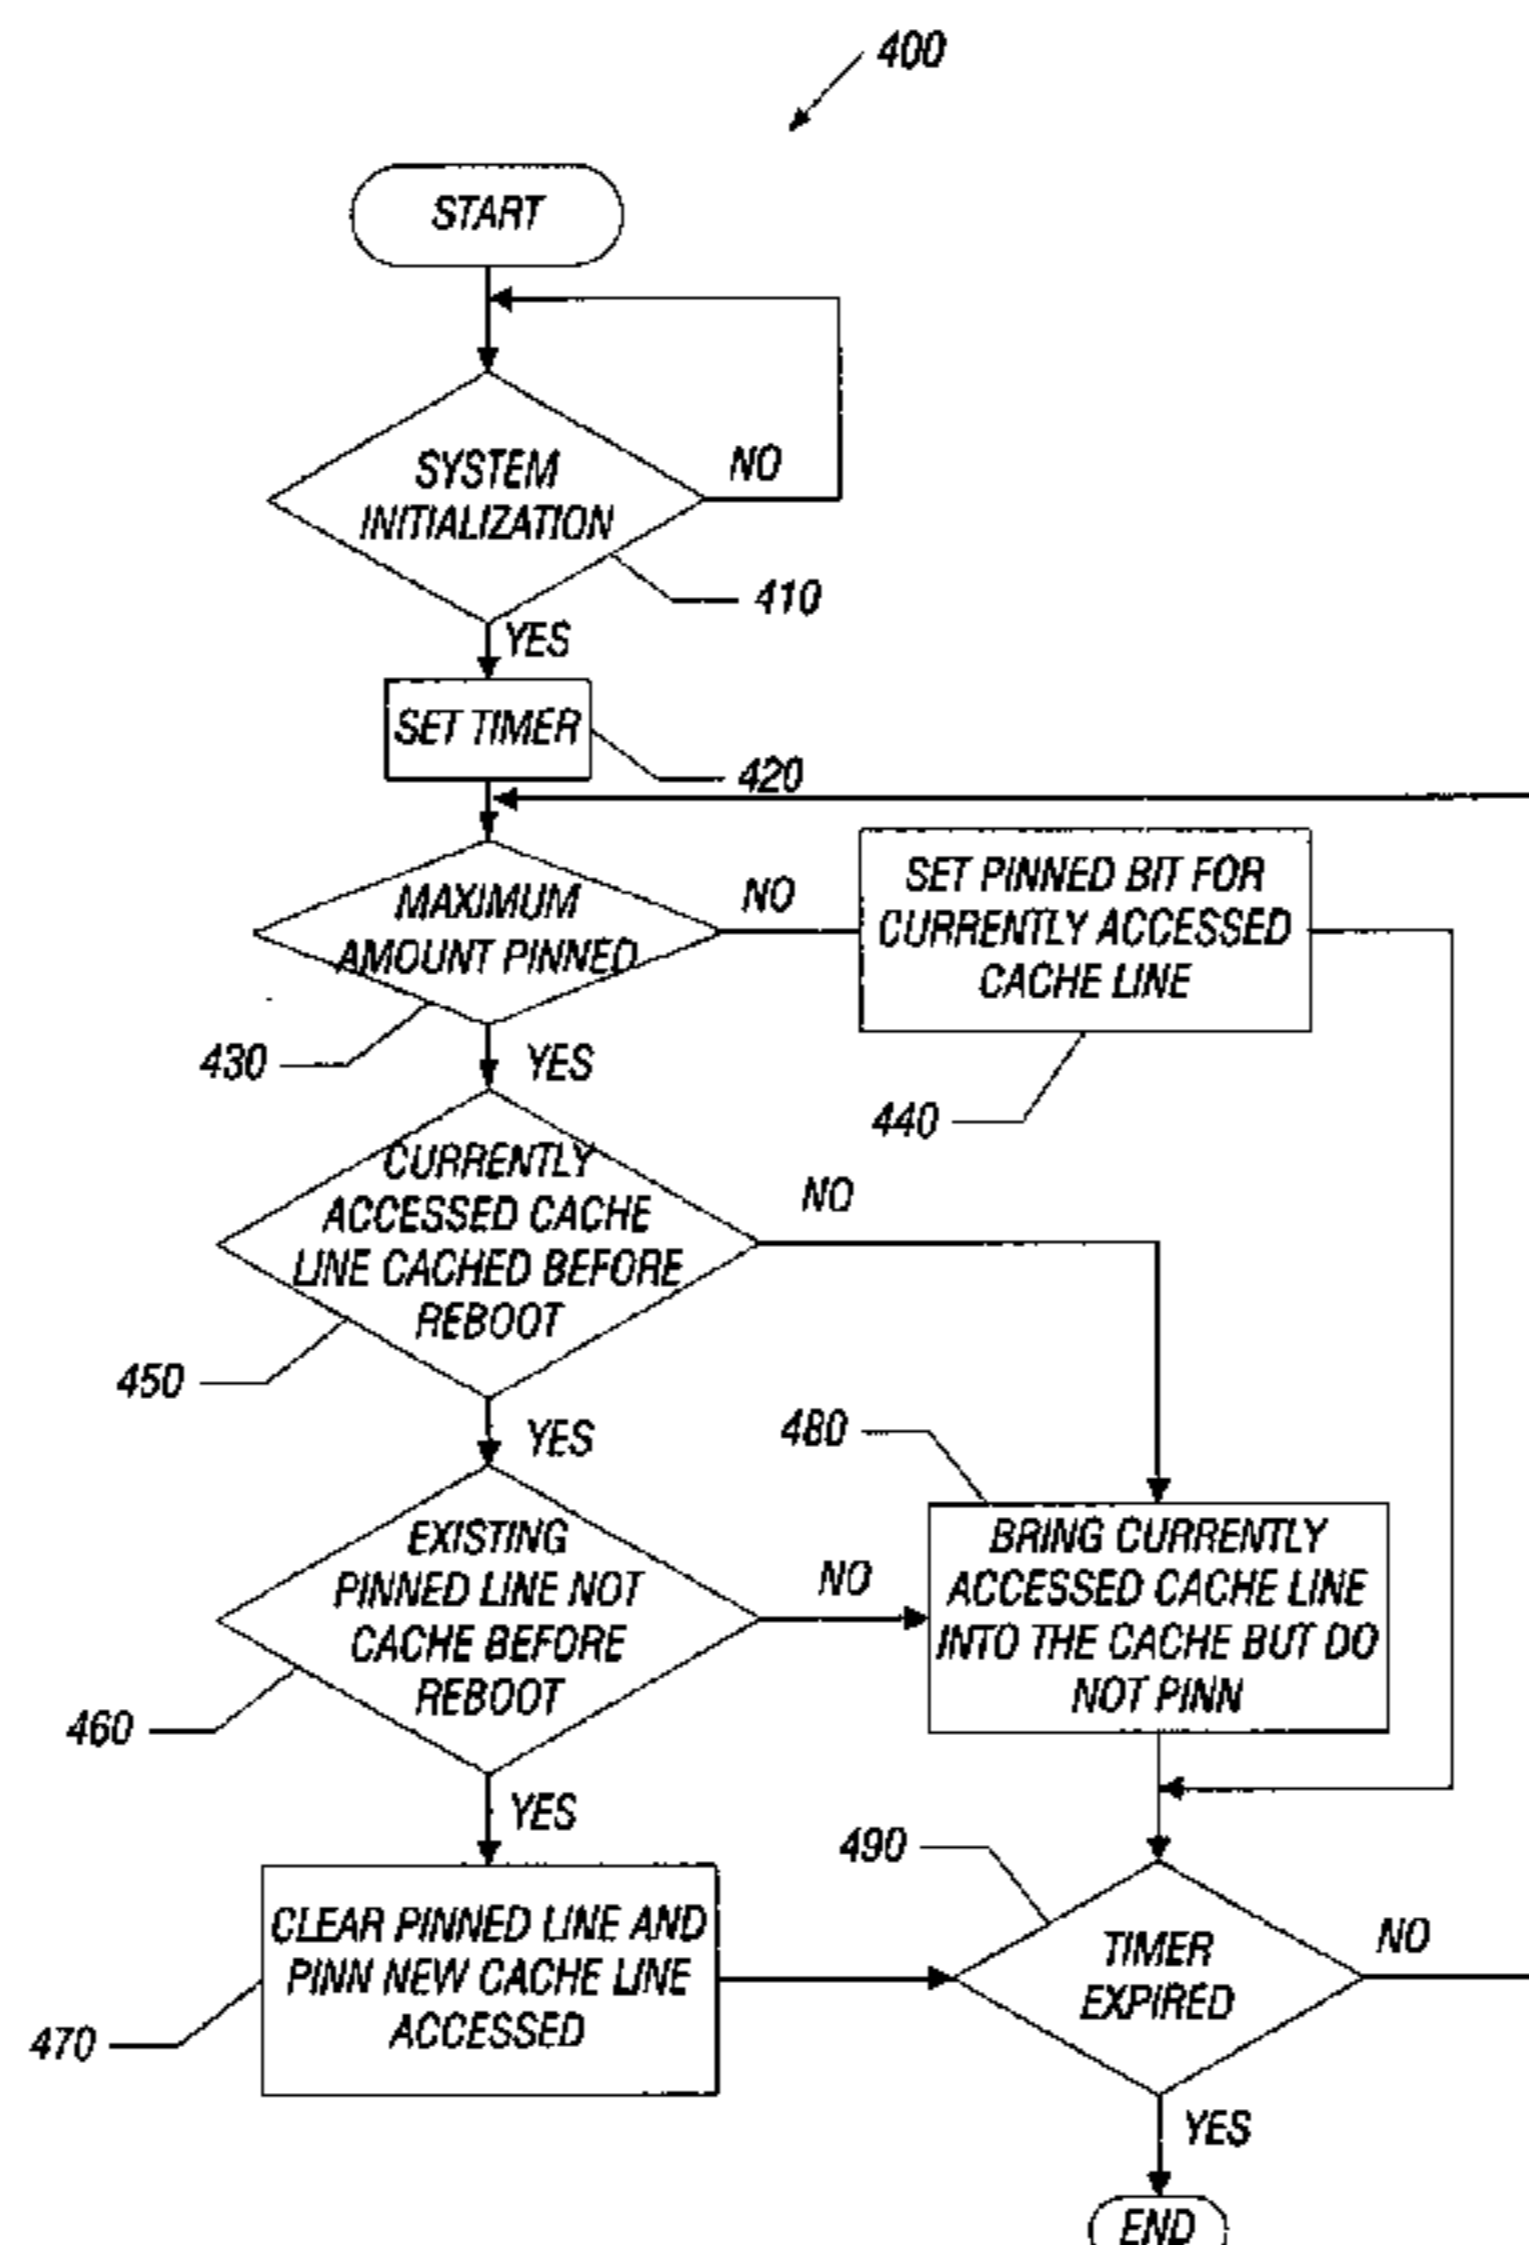 400
START
SYSTEM
INITIALIZATION
NO
410
YES
SET TIMER
420
MAXIMUM
AMOUNT PINNED
NO
SET PINNED BIT FOR
CURRENTLY ACCESSED
CACHE LINE
430
YES
440
CURRENTLY
ACCESSED CACHE
LINE CACHED BEFORE
REBOOT
NO
450
YES
480
EXISTING
PINNED LINE NOT
CACHE BEFORE
REBOOT
NO
BRING CURRENTLY
ACCESSED CACHE LINE
INTO THE CACHE BUT DO
NOT PINN
460
YES
490
CLEAR PINNED LINE AND
PINN NEW CACHE LINE
ACCESSED
TIMER
EXPIRED
NO
470
YES
END